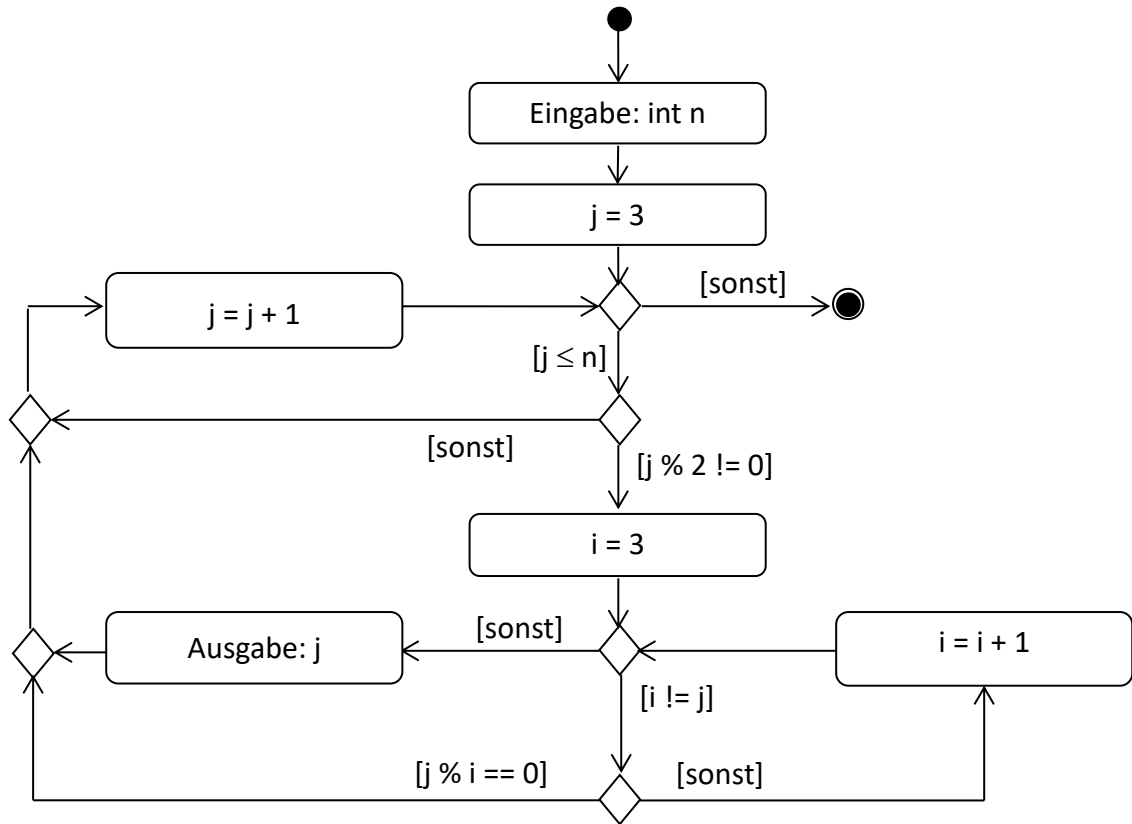 Eingabe: int n
j = 3
[sonst]
j = j + 1
[j ≤ n]
[sonst]
[j % 2 != 0]
i = 3
[sonst]
Ausgabe: j
i = i + 1
[i != j]
[j % i == 0]
[sonst]